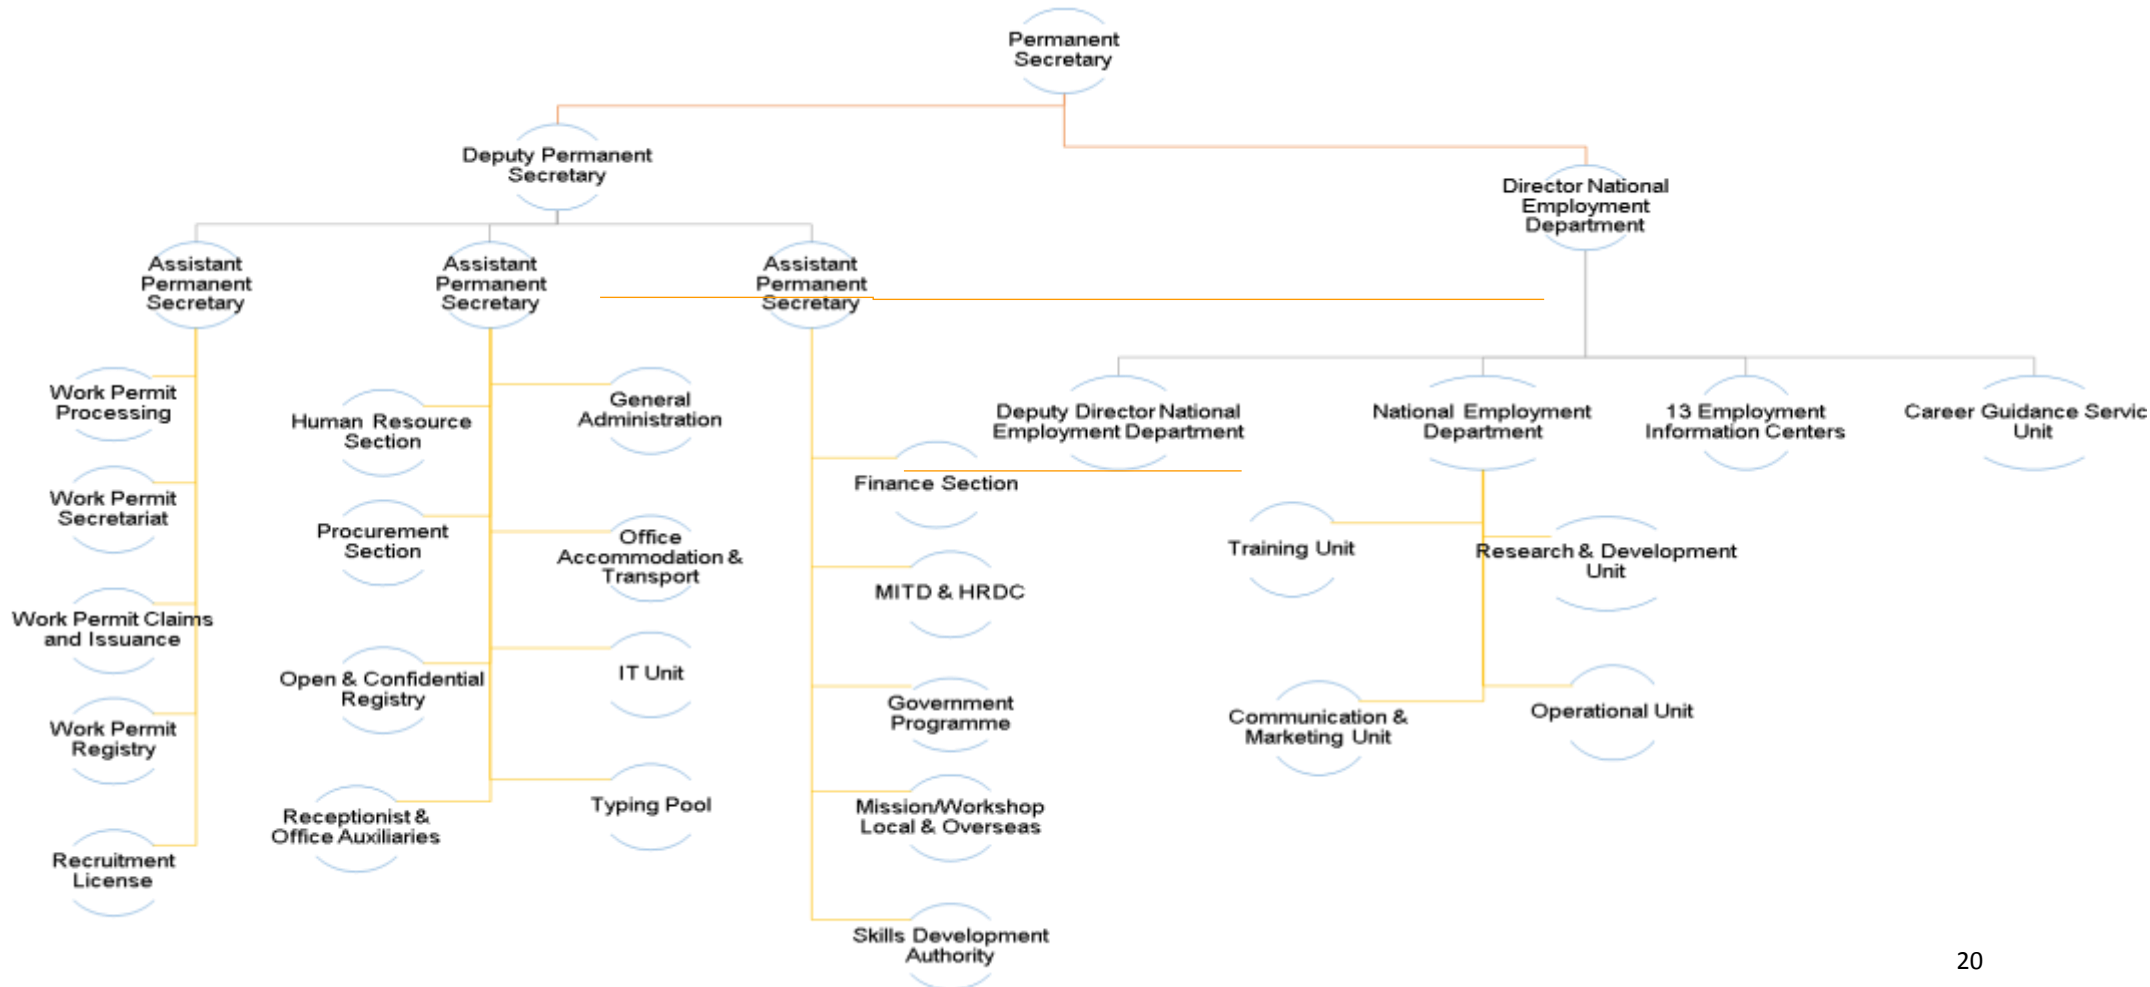 Permanent
Secretary
Deputy Permanent
Secretary
Director National
Employment
Department
Assistant
Permanent
Secretary
Assistant
Permanent
Secretary
Assistant
Permanent
Secretary
Work Permit
Processing
Work Permit
Secretariat
Work Permit Claims
and Issuance
Work Permit
Registry
Recruitment
License
Human Resource
Section
Procurement
Section
Open & Confidential
Registry
Receptionist &
Office Auxiliaries
General
Administration
Office
Accommodation &
Transport
IT Unit
Typing Pool
Finance Section
MITD & HRDC
Government
Programme
Mission/Workshop
Local & Overseas
Skills Development
Authority
Deputy Director National
Employment Department
National Employment
Department
13 Employment
Information Centers
Career Guidance Servic
Unit
Training Unit
Research & Development
Unit
Communication &
Marketing Unit
Operational Unit
20